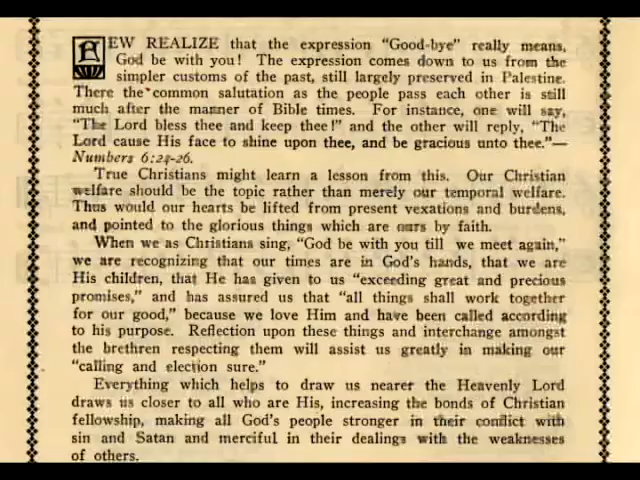 FEW REALIZE that the expression “Good-bye” really means,
God be with you! The expression comes down to us from the
simpler customs of the past, still largely preserved in Palestine.
There the common salutation as the people pass each other is still
much after the manner of Bible times. For instance, one will say,
“The Lord bless thee and keep thee!” and the other will reply, “The
Lord cause His face to shine upon thee, and be gracious unto thee.”—
Numbers 6:24-26.
True Christians might learn a lesson from this. Our Christian
welfare should be the topic rather than merely our temporal welfare.
Thus would our hearts be lifted from present vexations and burdens,
and pointed to the glorious things which are ours by faith.
When we as Christians sing, “God be with you till we meet again,”
we are recognizing that our times are in God’s hands, that we are
His children, that He has given to us “exceeding great and precious
promises,” and has assured us that “all things shall work together
for our good,” because we love Him and have been called according
to his purpose. Reflection upon these things and interchange amongst
the brethren respecting them will assist us greatly in making our
“calling and election sure.”
Everything which helps to draw us nearer the Heavenly Lord
draws us closer to all who are His, increasing the bonds of Christian
fellowship, making all God’s people stronger in their conflict with
sin and Satan and merciful in their dealings with the weaknesses
of others.